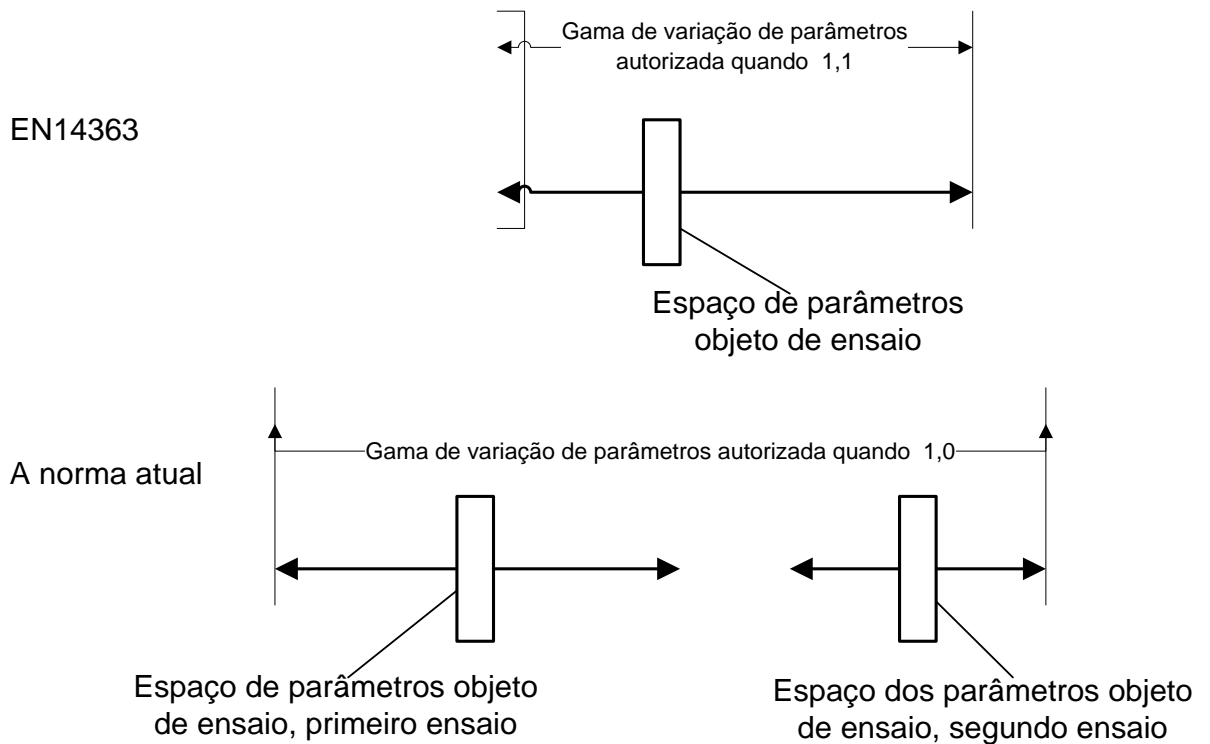 Gama de variação de parâmetros
autorizada quando 1,1
EN14363
Espaço de parâmetros
objeto de ensaio
Gama de variação de parâmetros autorizada quando 1,0
A norma atual
Espaço de parâmetros objeto
de ensaio, primeiro ensaio
Espaço dos parâmetros objeto
de ensaio, segundo ensaio